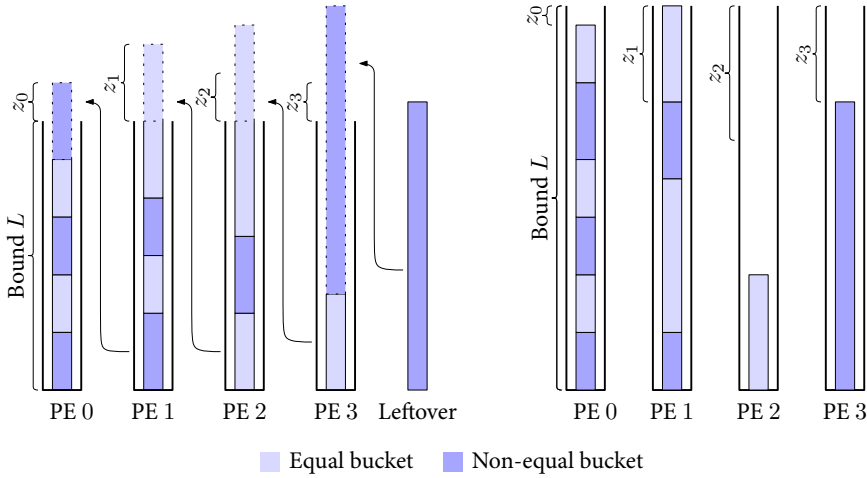 z0
z1
z2
z3
Bound L
PE 0
PE 1
PE 2
PE 3
Leftover
z0
z1
z2
z3
Bound L
PE 0
PE 1
PE 2
PE 3
Equal bucket
Non-equal bucket